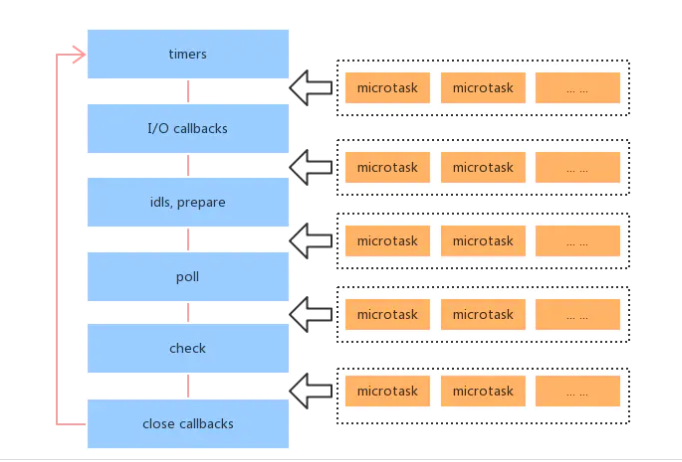 timers
microtask microtask ... ...
I/O callbacks
microtask microtask ... ...
idls, prepare
microtask microtask ... ...
poll
microtask microtask ... ...
check
microtask microtask ... ...
close callbacks